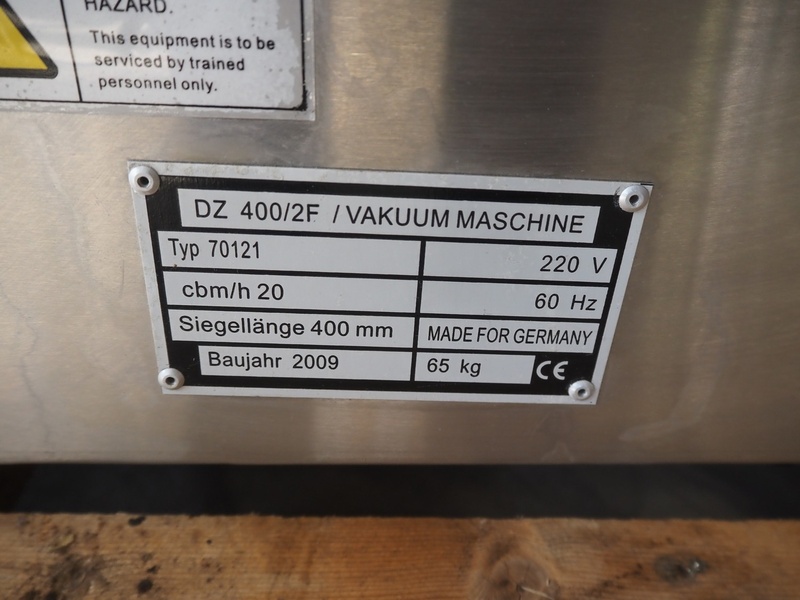 HAZARD.
This equipment is to be
serviced by trained
personnel only.
DZ 400/2F / VAKUUM MASCHINE
Typ 70121
220 V
cbm/h 20
60 Hz
Siegellänge 400 mm
MADE FOR GERMANY
Baujahr 2009
65 kg CE